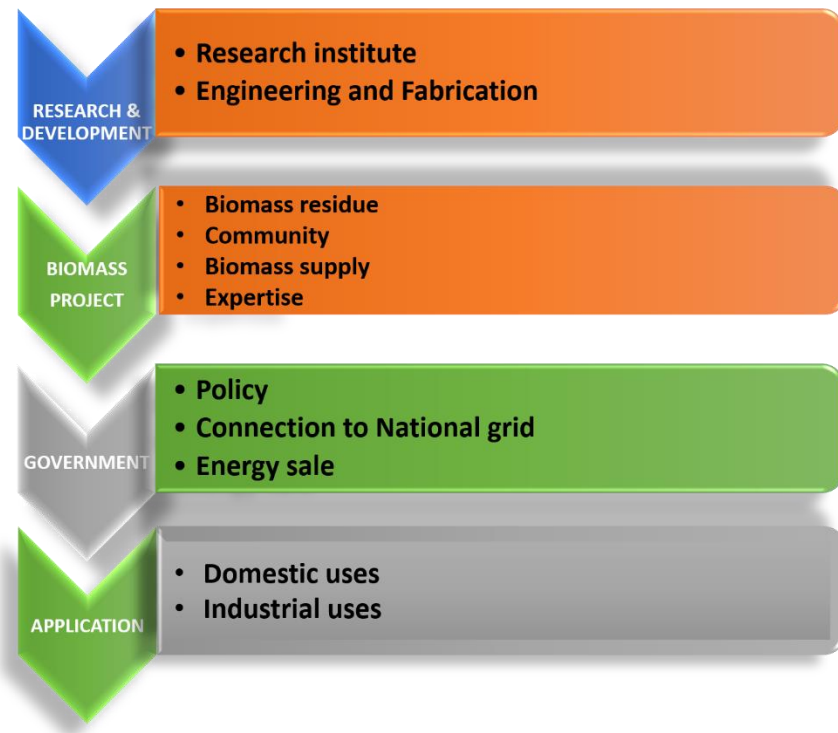 RESEARCH &
DEVELOPMENT
• Research institute
• Engineering and Fabrication
BIOMASS
PROJECT
• Biomass residue
• Community
• Biomass supply
• Expertise
GOVERNMENT
• Policy
• Connection to National grid
• Energy sale
APPLICATION
• Domestic uses
• Industrial uses